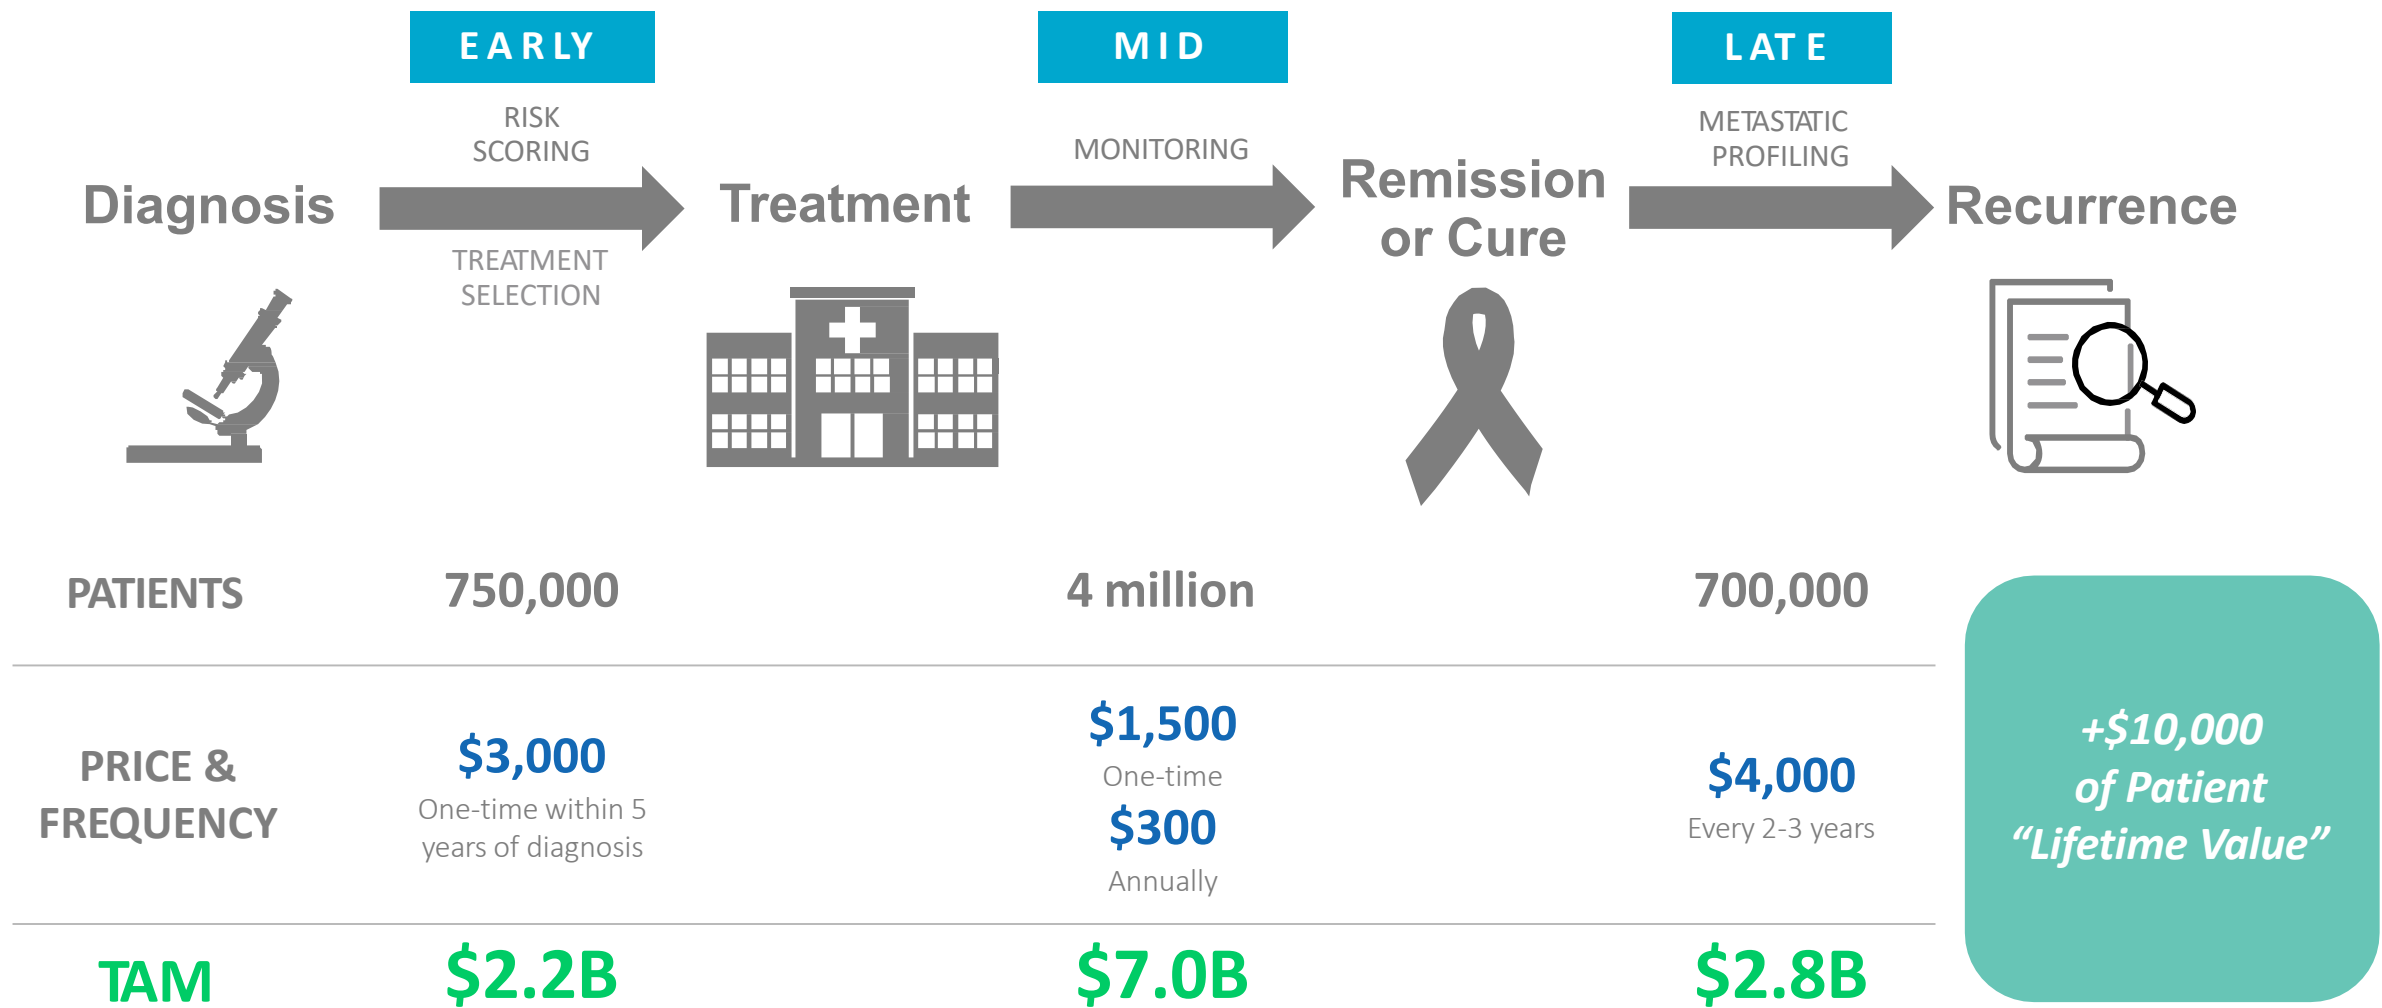 EARLY
MID
LATE
RISK
SCORING
MONITORING
METASTATIC
PROFILING
Diagnosis
Treatment
Remission
or Cure
Recurrence
TREATMENT
SELECTION
PATIENTS
750,000
4 million
700,000
PRICE &
FREQUENCY
$3,000
One-time within 5
years of diagnosis
$1,500
One-time
$300
Annually
$4,000
Every 2-3 years
+$10,000
of Patient
“Lifetime Value”
TAM
$2.2B
$7.0B
$2.8B